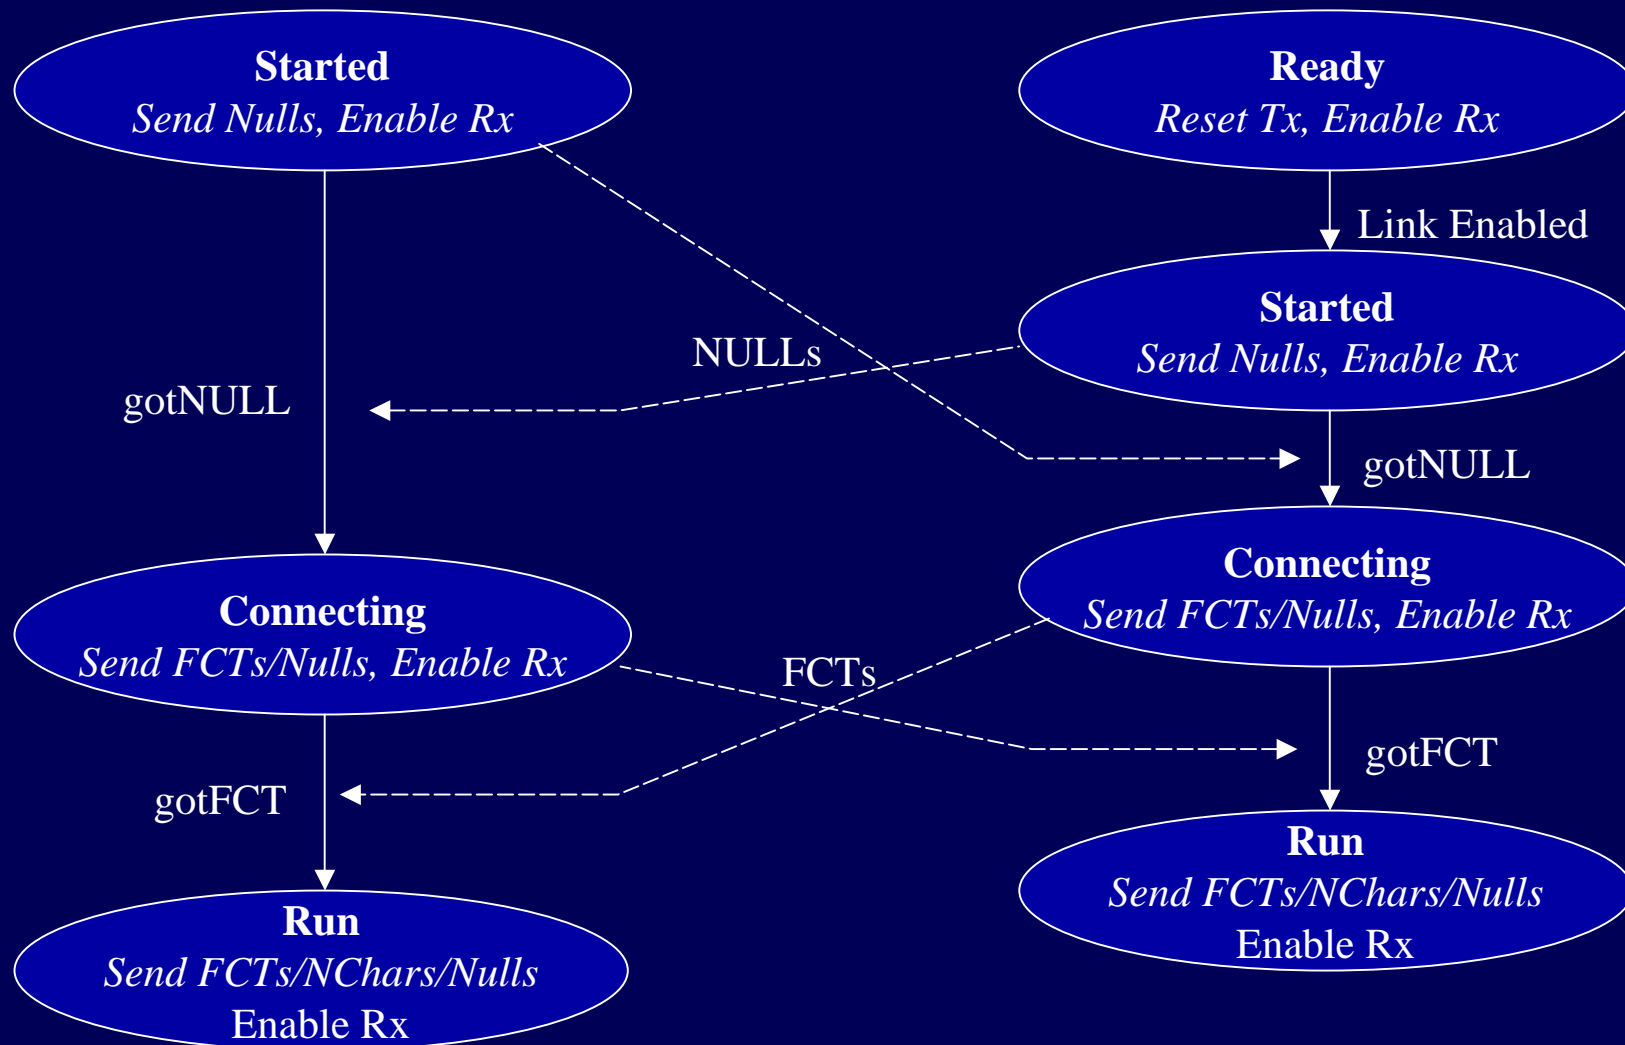 Started
Send Nulls, Enable Rx
Ready
Reset Tx, Enable Rx
Link Enabled
Started
Send Nulls, Enable Rx
NULLs
gotNULL
gotNULL
Connecting
Send FCTs/Nulls, Enable Rx
Connecting
Send FCTs/Nulls, Enable Rx
FCTs
gotFCT
gotFCT
Run
Send FCTs/NChars/Nulls
Enable Rx
Run
Send FCTs/NChars/Nulls
Enable Rx